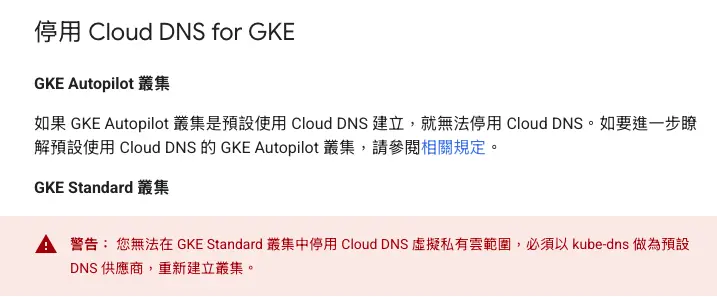 停用 Cloud DNS for GKE
GKE Autopilot 叢集
如果 GKE Autopilot 叢集是預設使用 Cloud DNS 建立，就無法停用 Cloud DNS。如要進一步瞭
解預設使用 Cloud DNS 的 GKE Autopilot 叢集，請參閱相關規定。
GKE Standard 叢集
警告： 您無法在 GKE Standard 叢集中停用 Cloud DNS 虛擬私有雲範圍，必須以 kube-dns 做為預設
DNS 供應商，重新建立叢集。